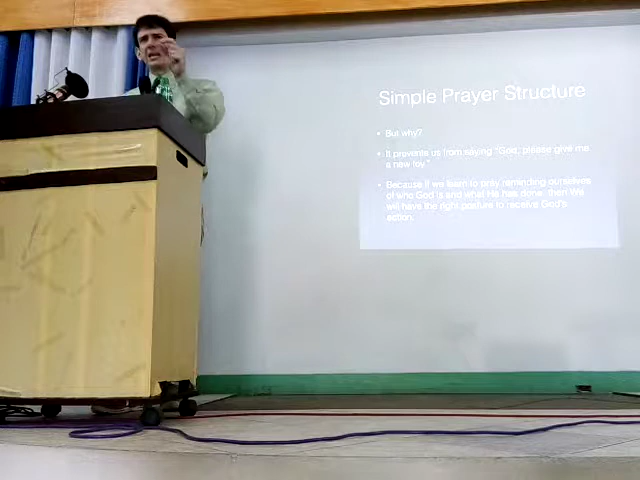 Simple Prayer Structure
• But why?
• It prevents us from saying "God, please give me
a new toy."
• Because if we learn to pray reminding ourselves
of who God is and what He has done, then We
will have the right posture to receive God's
action.